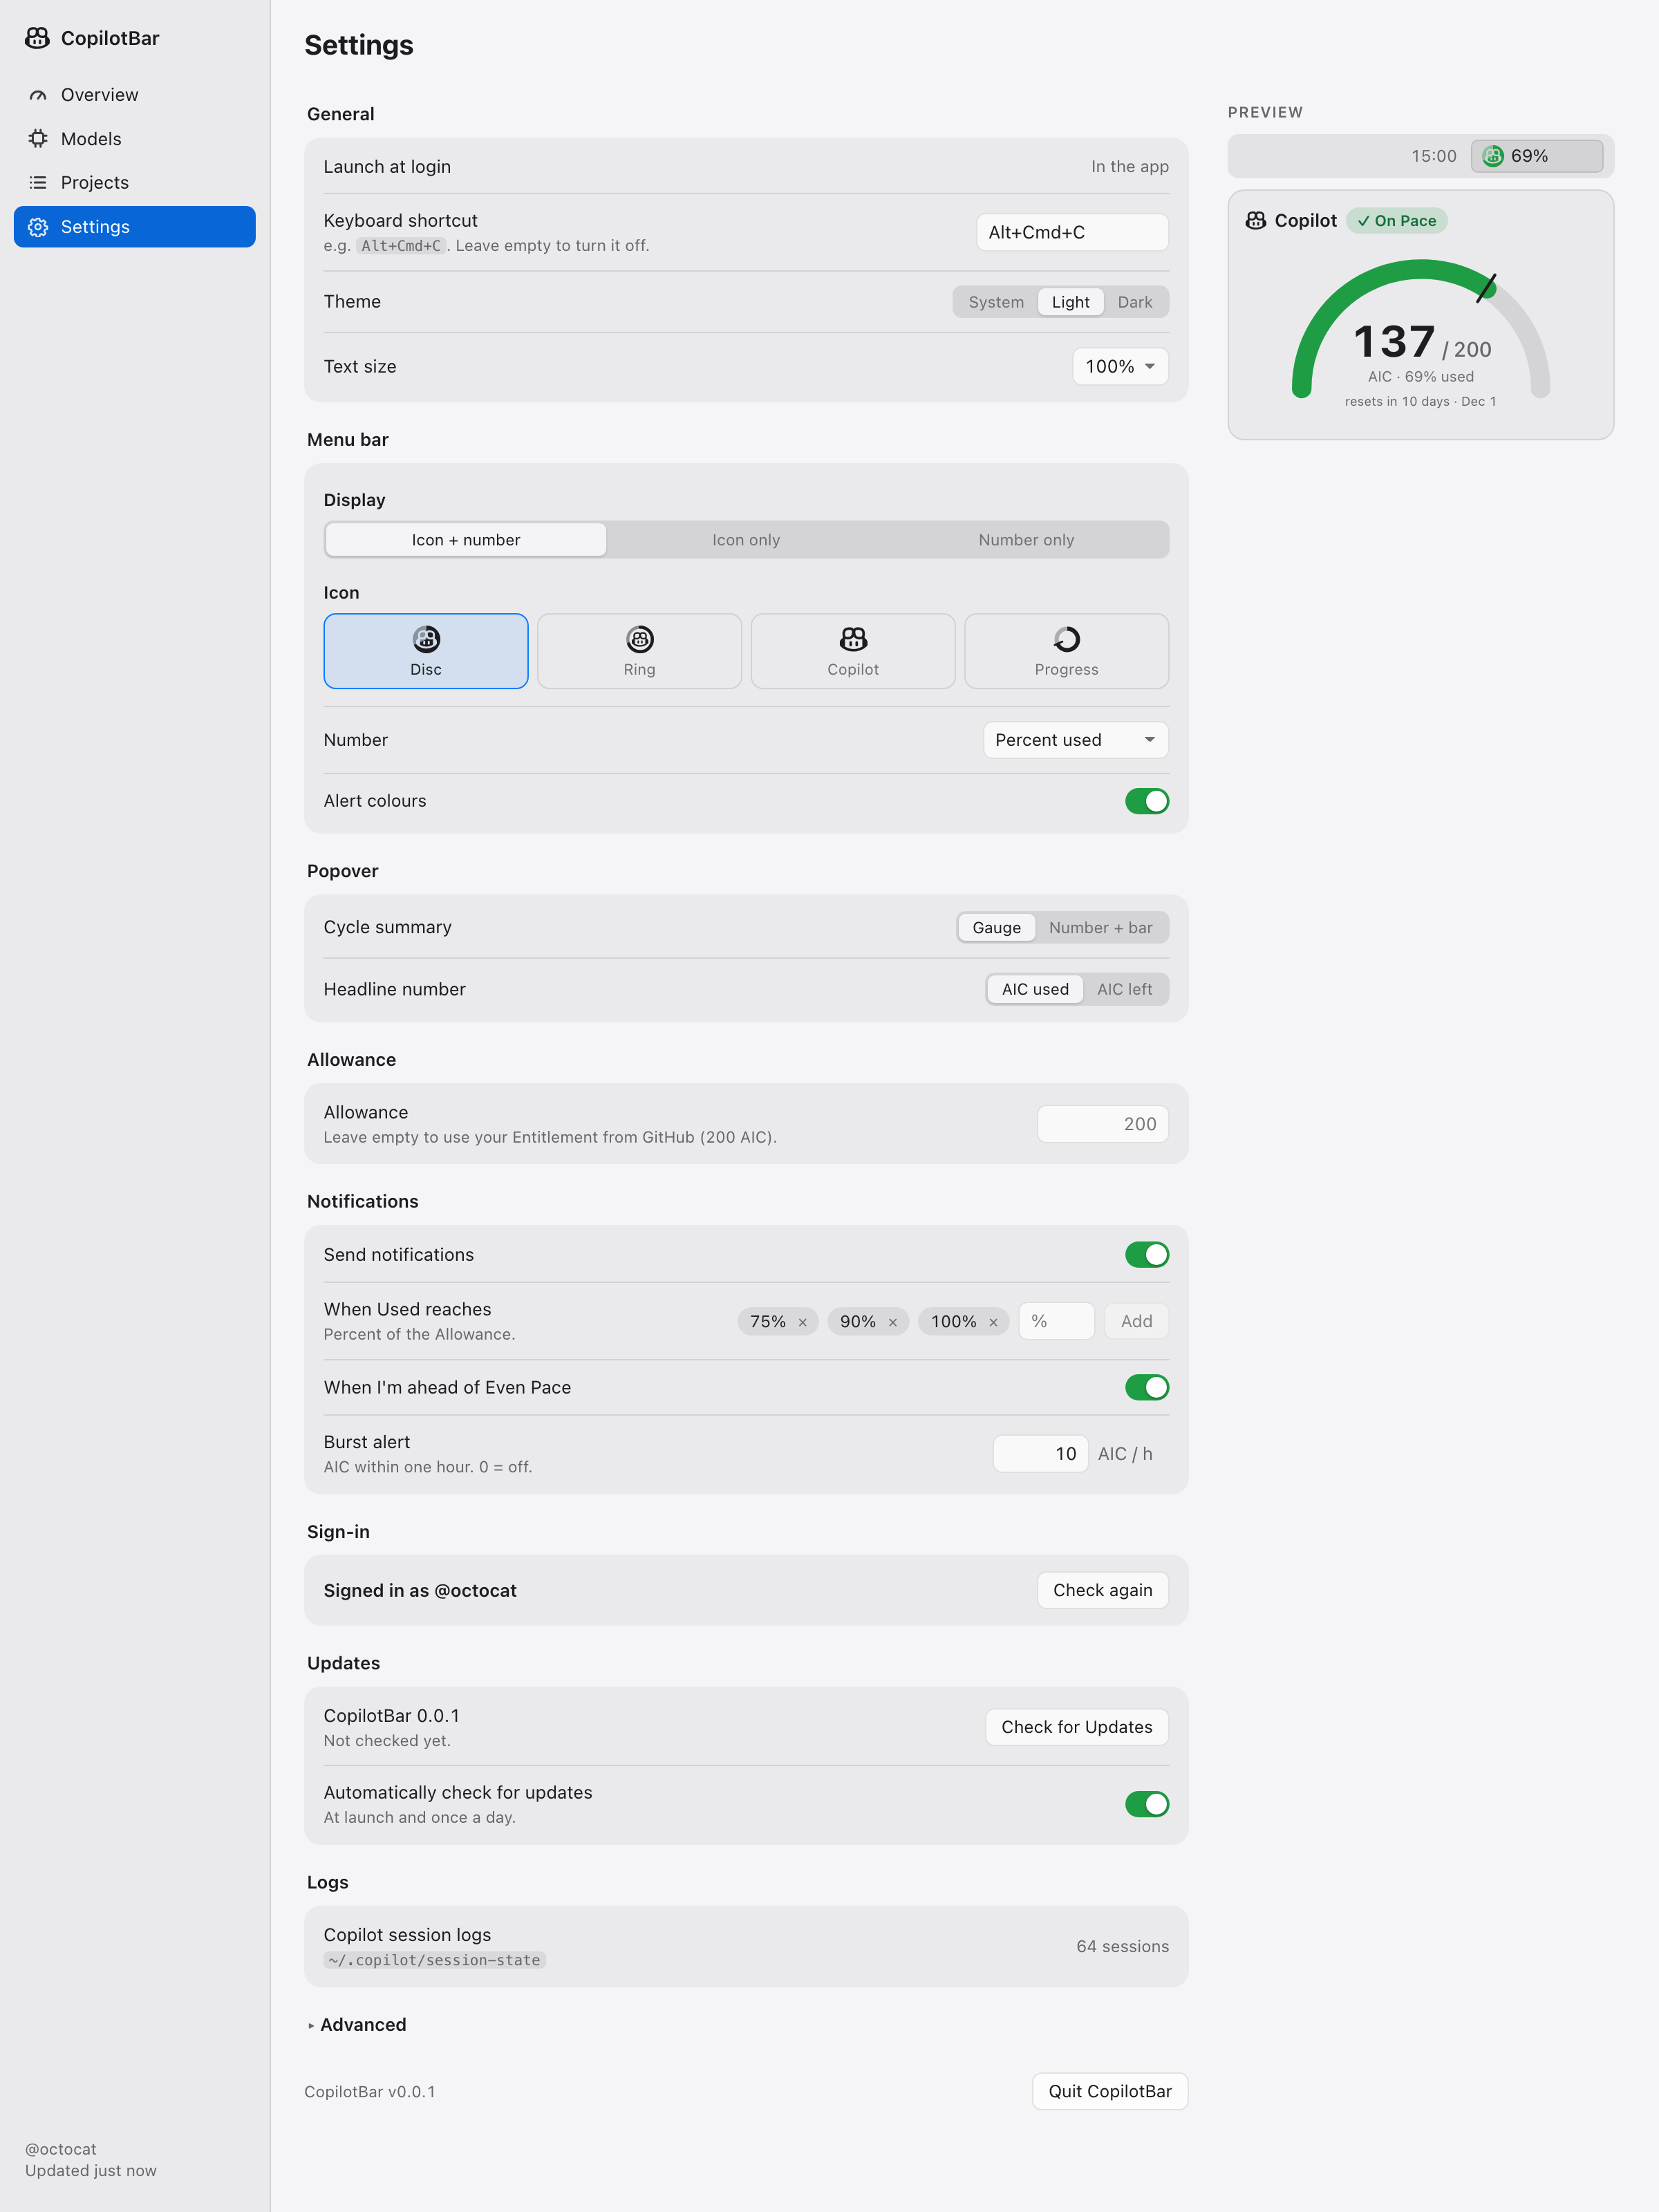 CopilotBar
Overview
Models
Projects
Settings
@octocat
Updated just now
Settings
General
Launch at login
In the app
Keyboard shortcut
e.g. Alt+Cmd+C. Leave empty to turn it off.
Alt+Cmd+C
Theme
System Light Dark
Text size
100%
Menu bar
Display
Icon + number Icon only Number only
Icon
Disc Ring Copilot Progress
Number
Percent used
Alert colours
Popover
Cycle summary
Gauge Number + bar
Headline number
AIC used AIC left
Allowance
Allowance
Leave empty to use your Entitlement from GitHub (200 AIC).
200
Notifications
Send notifications
When Used reaches
Percent of the Allowance.
75% × 90% × 100% × % Add
When I'm ahead of Even Pace
Burst alert
AIC within one hour. 0 = off.
10 AIC / h
Sign-in
Signed in as @octocat
Check again
Updates
CopilotBar 0.0.1
Not checked yet.
Check for Updates
Automatically check for updates
At launch and once a day.
Logs
Copilot session logs
~/.copilot/session-state
64 sessions
Advanced
CopilotBar v0.0.1
Quit CopilotBar
PREVIEW
15:00 69%
Copilot ✓ On Pace
137 / 200
AIC · 69% used
resets in 10 days · Dec 1